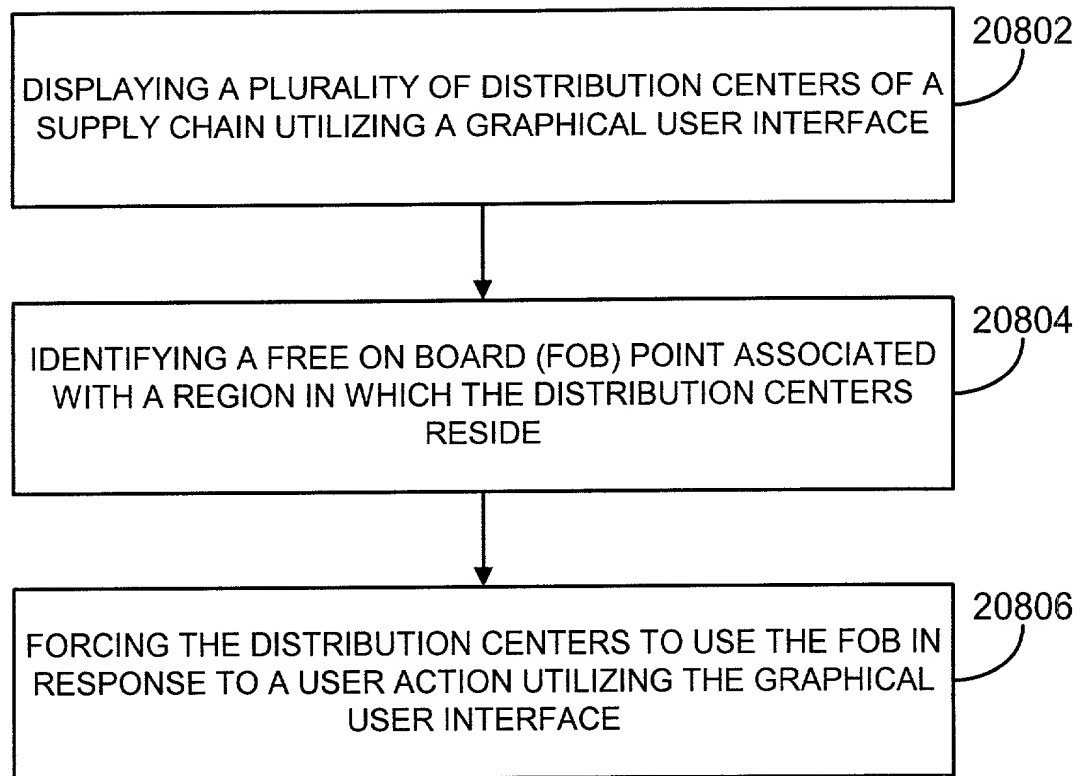 20802
DISPLAYING A PLURALITY OF DISTRIBUTION CENTERS OF A
SUPPLY CHAIN UTILIZING A GRAPHICAL USER INTERFACE
20804
IDENTIFYING A FREE ON BOARD (FOB) POINT ASSOCIATED
WITH A REGION IN WHICH THE DISTRIBUTION CENTERS
RESIDE
20806
FORCING THE DISTRIBUTION CENTERS TO USE THE FOB IN
RESPONSE TO A USER ACTION UTILIZING THE GRAPHICAL
USER INTERFACE